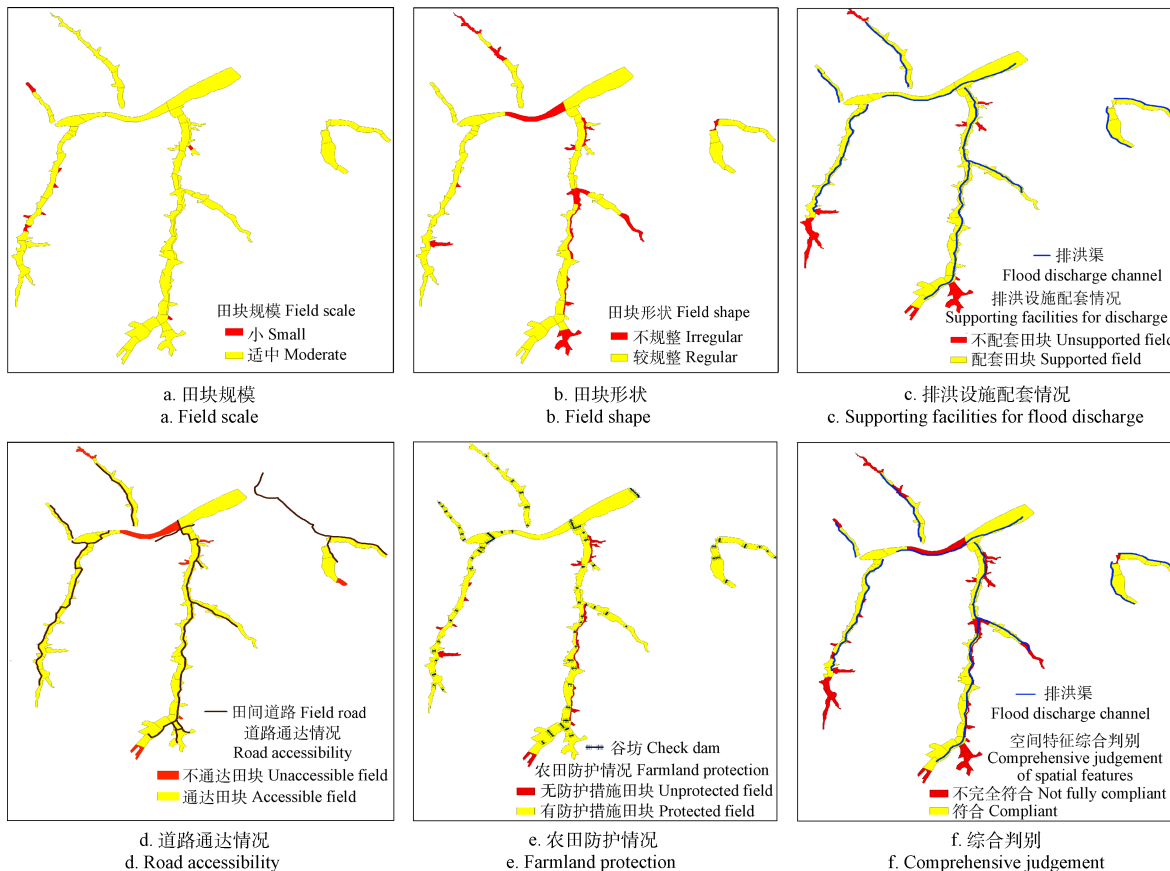 田块规模 Field scale
小 Small
适中 Moderate
a. 田块规模
a. Field scale
田块形状 Field shape
不规整 Irregular
较规整 Regular
b. 田块形状
b. Field shape
排洪渠
Flood discharge channel
排洪设施配套情况
Supporting facilities for discharge
不配套田块 Unsupported field
配套田块 Supported field
c. 排洪设施配套情况
c. Supporting facilities for flood discharge
田间道路 Field road
道路通达情况
Road accessibility
不通达田块 Unaccessible field
通达田块 Accessible field
d. 道路通达情况
d. Road accessibility
谷坊 Check dam
农田防护情况 Farmland protection
无防护措施田块 Unprotected field
有防护措施田块 Protected field
e. 农田防护情况
e. Farmland protection
排洪渠
Flood discharge channel
空间特征综合判别
Comprehensive judgement
of spatial features
不完全符合 Not fully compliant
符合 Compliant
f. 综合判别
f. Comprehensive judgement